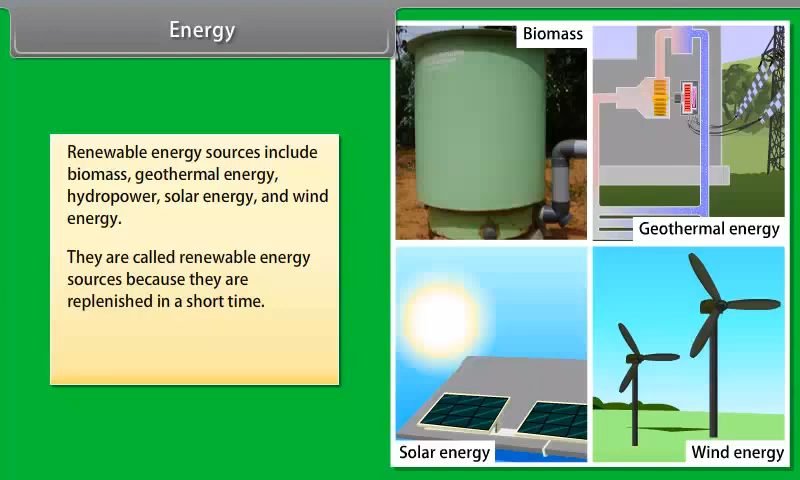 Energy
Renewable energy sources include
biomass, geothermal energy,
hydropower, solar energy, and wind
energy.
They are called renewable energy
sources because they are
replenished in a short time.
Biomass
Geothermal energy
Solar energy
Wind energy